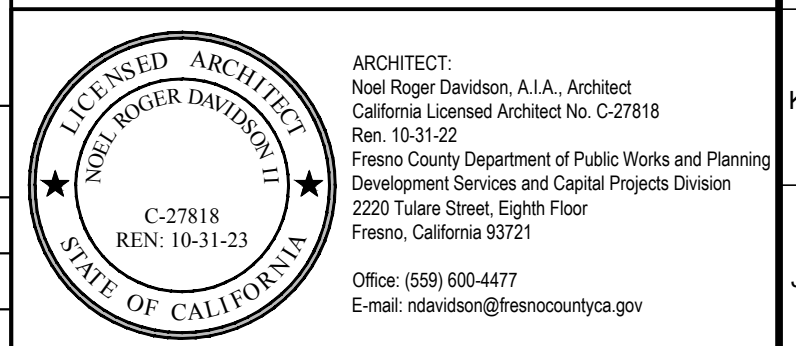 LICENSED ARCHITECT
NOEL ROGER DAVIDSON II
C-27818
REN: 10-31-23
STATE OF CALIFORNIA
ARCHITECT:
Noel Roger Davidson, A.I.A., Architect
California Licensed Architect No. C-27818
Ren. 10-31-22
Fresno County Department of Public Works and Planning
Development Services and Capital Projects Division
2220 Tulare Street, Eighth Floor
Fresno, California 93721
Office: (559) 600-4477
E-mail: ndavidson@fresnocountyca.gov